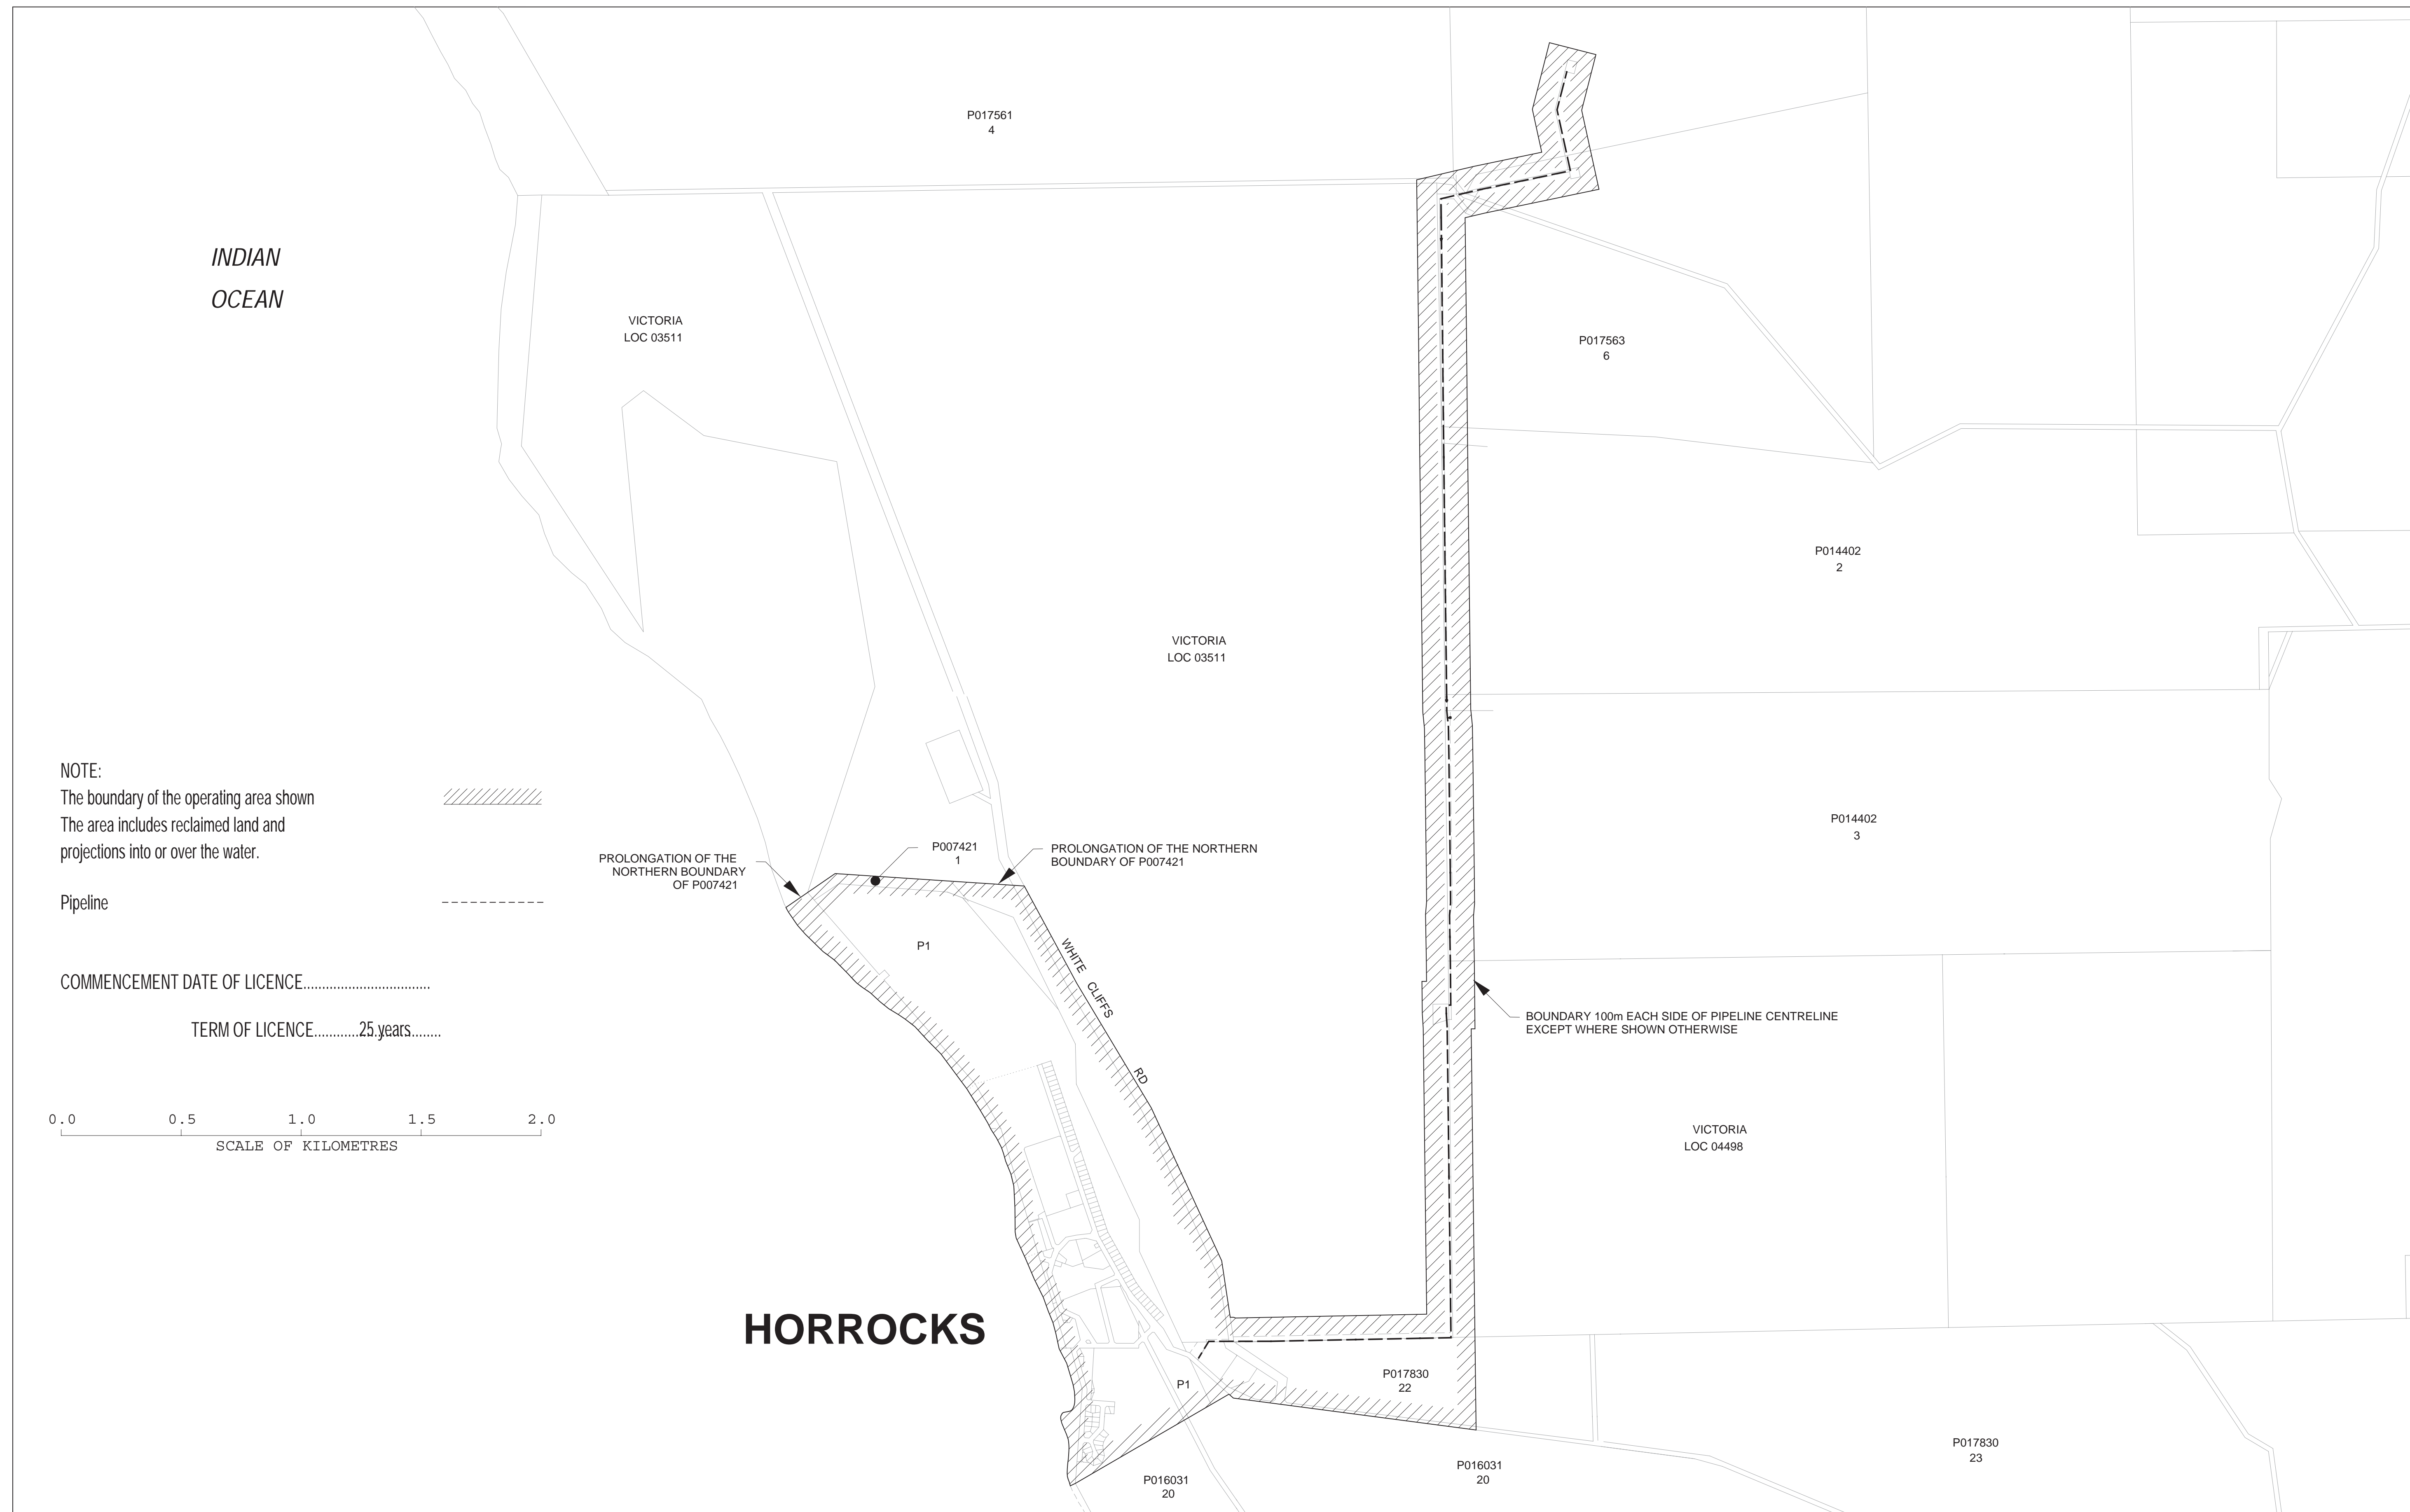 P017561
4
INDIAN
OCEAN
VICTORIA
LOC 03511
P017563
6
P014402
2
VICTORIA
LOC 03511
NOTE:
The boundary of the operating area shown
The area includes reclaimed land and
projections into or over the water.
Pipeline
P014402
3
P007421
1
PROLONGATION OF THE
NORTHERN BOUNDARY
OF P007421
PROLONGATION OF THE NORTHERN
BOUNDARY OF P007421
P1
WHITE CLIFFS RD
COMMENCEMENT DATE OF LICENCE..................................
TERM OF LICENCE............25 years........
BOUNDARY 100m EACH SIDE OF PIPELINE CENTRELINE
EXCEPT WHERE SHOWN OTHERWISE
0.0 0.5 1.0 1.5 2.0
SCALE OF KILOMETRES
VICTORIA
LOC 04498
HORROCKS
P1
P017830
22
P017830
23
P016031
20
P016031
20